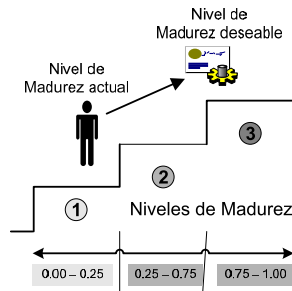 Nivel de
Madurez deseable
Nivel de
Madurez actual
3
2
1
Niveles de Madurez
0.00 – 0.25
0.25 – 0.75
0.75 – 1.00